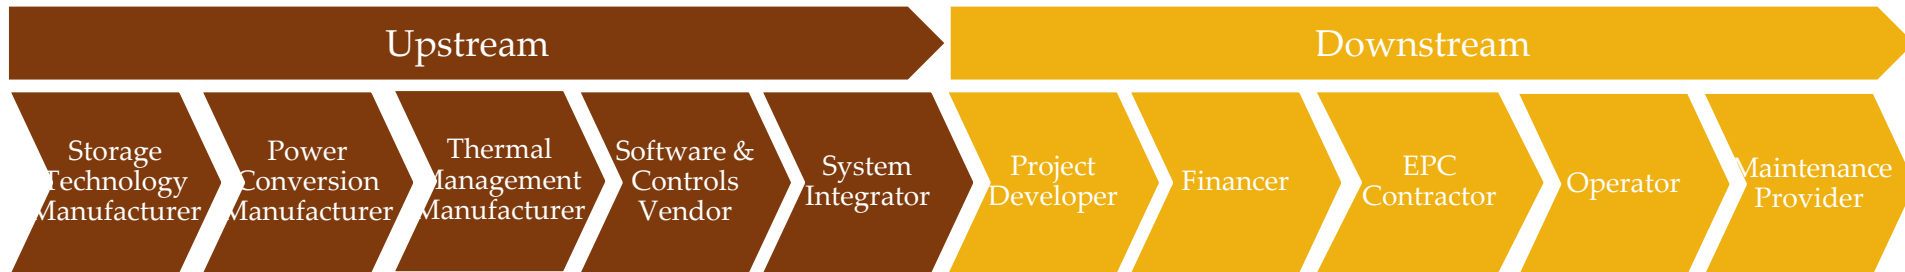 Upstream
Downstream
Storage
Technology
Manufacturer
Power
Conversion
Manufacturer
Thermal
Management
Manufacturer
Software &
Controls
Vendor
System
Integrator
Project
Developer
Financer
EPC
Contractor
Operator
Maintenance
Provider